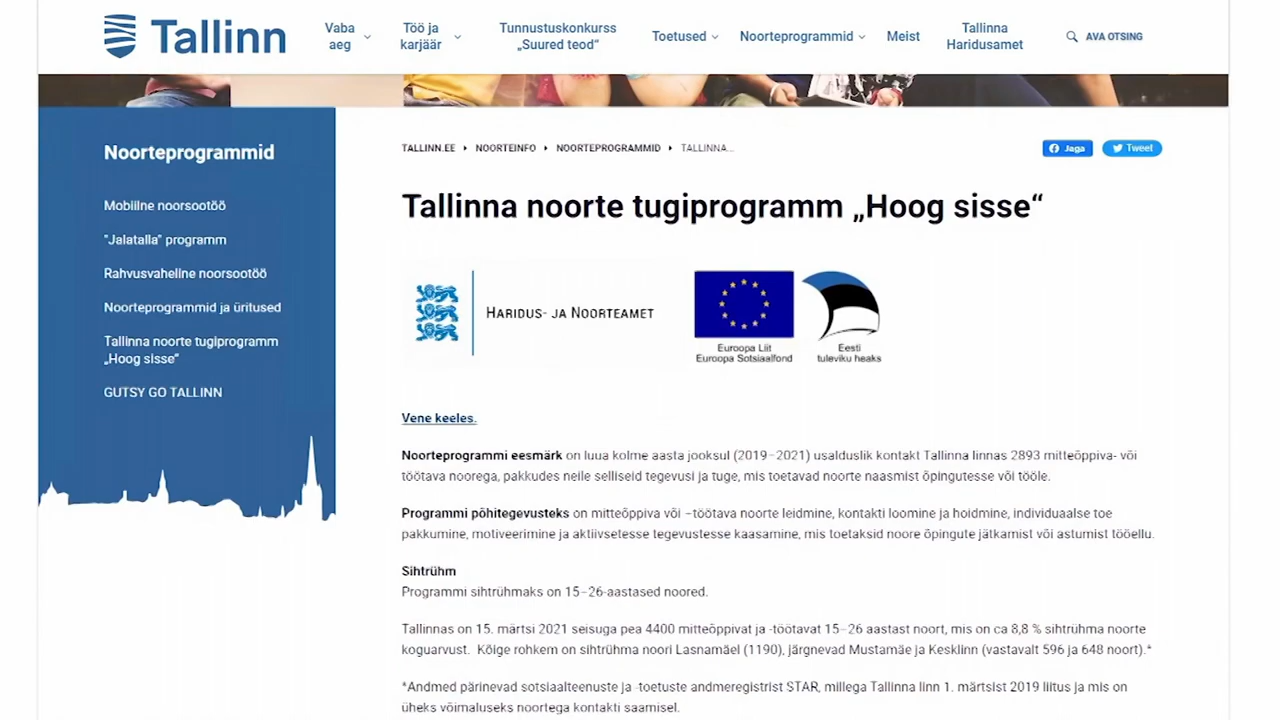 Tallinn
Vaba aeg
Töö ja karjäär
Tunnustuskonkurss „Suured teod“
Toetused
Noorteprogrammid
Meist
Tallinna Haridusamet
AVA OTSING
Noorteprogrammid
Mobiilne noorsootöö
"Jalatalla" programm
Rahvusvaheline noorsootöö
Noorteprogrammid ja üritused
Tallinna noorte tugiprogramm
„Hoog sisse“
GUTSY GO TALLINN
TALLINN.EE NOORTEINFO NOORTEPROGRAMMID TALLINNA...
Jaga
Tweet
Tallinna noorte tugiprogramm „Hoog sisse“
HARIDUS- JA NOORTEAMET
Euroopa Liit
Euroopa Sotsiaalfond
Eesti
tuleviku heaks
Vene keeles.
Noorteprogrammi eesmärk on luua kolme aasta jooksul (2019–2021) usalduslik kontakt Tallinna linnas 2893 mitteõppiva- või
töötava noorega, pakkudes neile selliseid tegevusi ja tuge, mis toetavad noorte naasmist õpingutesse või tööle.
Programmi põhitegevusteks on mitteõppiva või –töötava noorte leidmine, kontakti loomine ja hoidmine, individuaalse toe
pakkumine, motiveerimine ja aktiivsetesse tegevustesse kaasamine, mis toetaksid noore õpingute jätkamist või astumist tööellu.
Sihtrühm
Programmi sihtrühmaks on 15–26-aastased noored.
Tallinnas on 15. märtsi 2021 seisuga pea 4400 mitteõppivat ja -töötavat 15–26 aastast noort, mis on ca 8,8 % sihtrühma noorte
koguarvust. Kõige rohkem on sihtrühma noori Lasnamäel (1190), järgnevad Mustamäe ja Kesklinn (vastavalt 596 ja 648 noort).*
*Andmed pärinevad sotsiaalteenuste ja -toetuste andmeregistrist STAR, millega Tallinna linn 1. märtsist 2019 liitus ja mis on
üheks võimaluseks noortega kontakti saamisel.